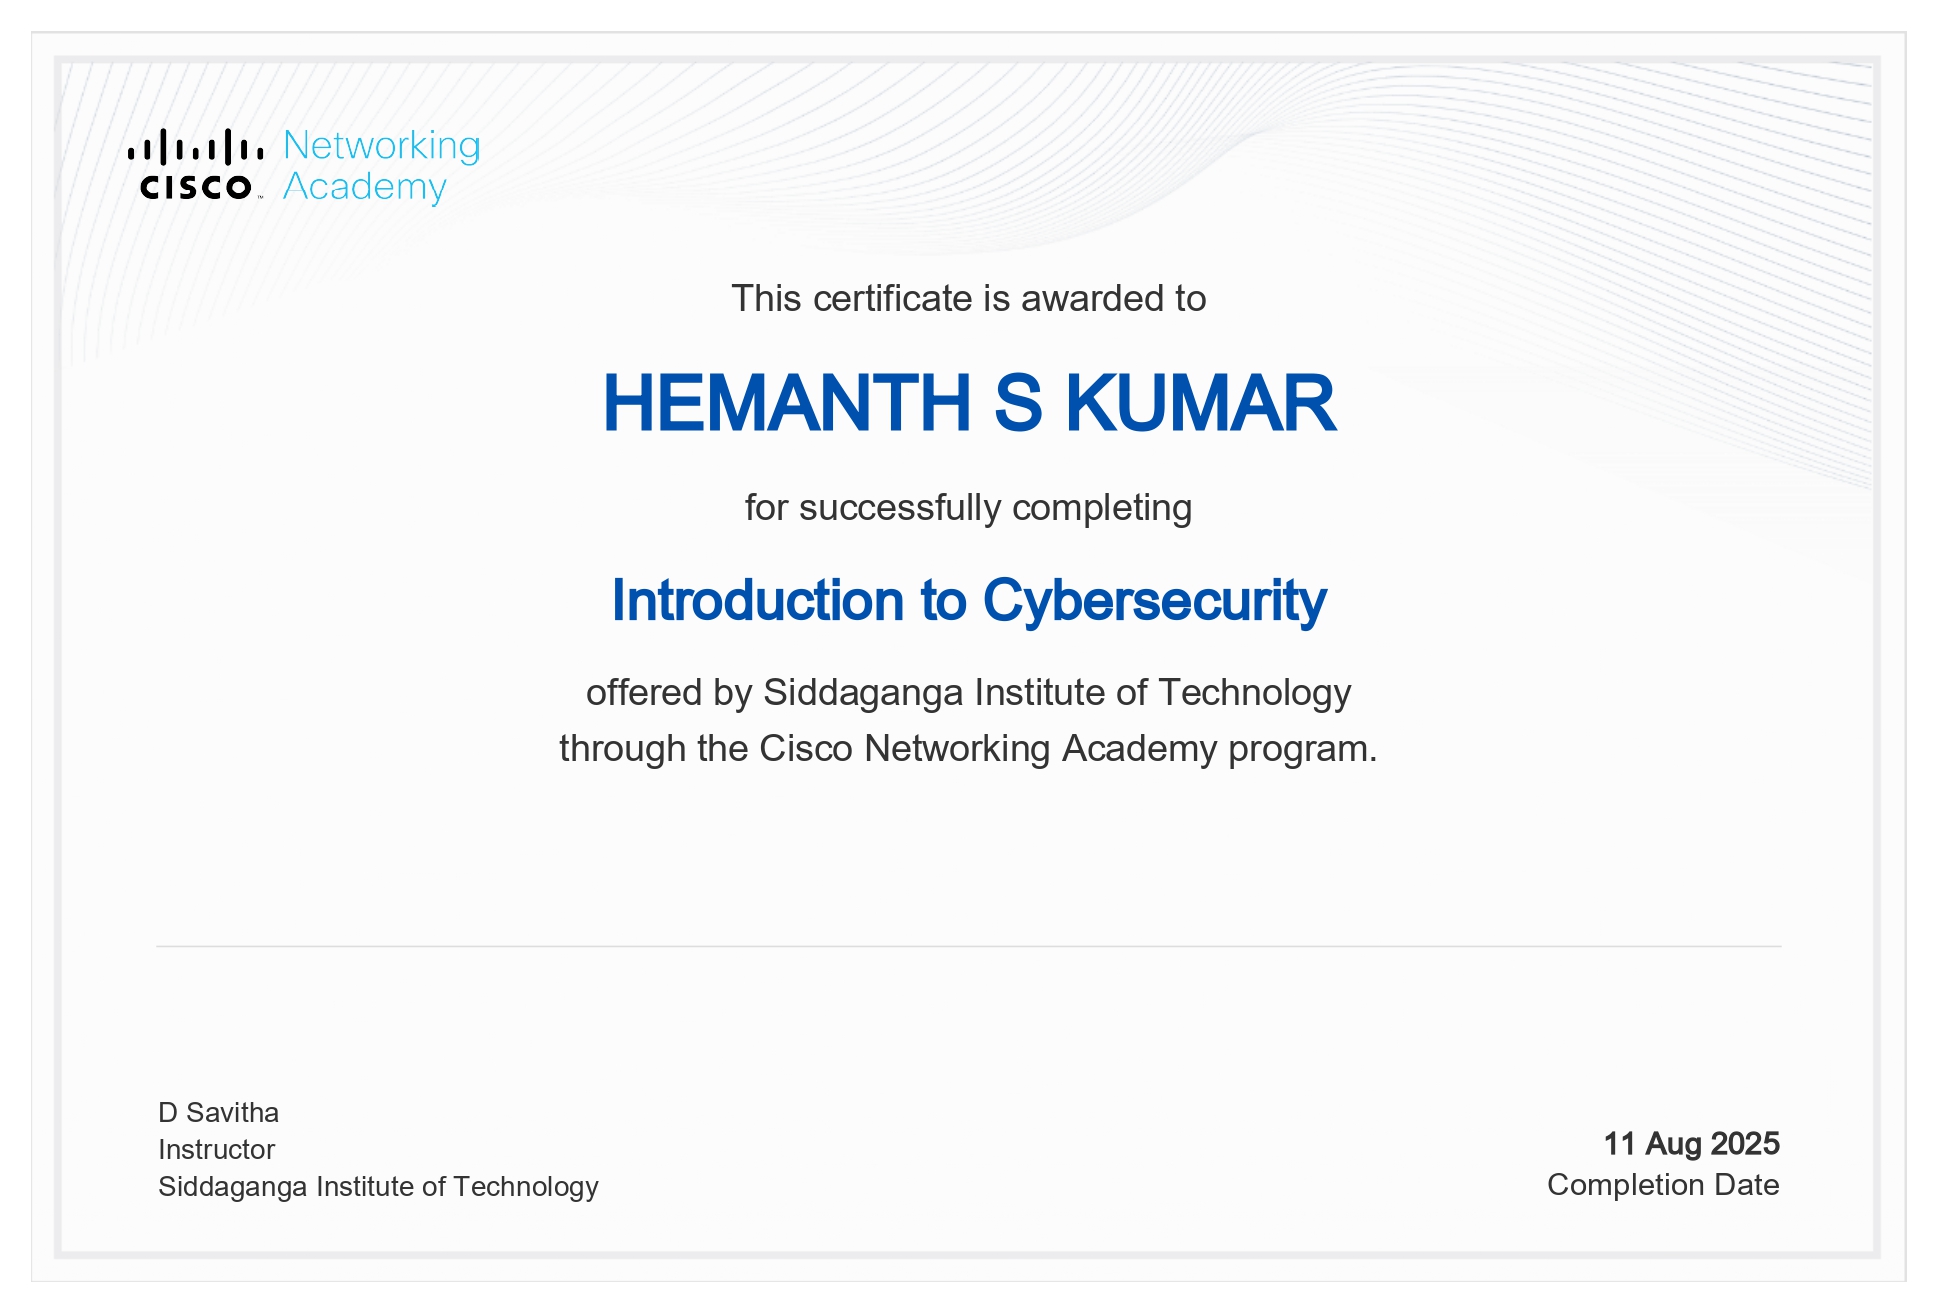 CISCO™
Networking
Academy
This certificate is awarded to
HEMANTH S KUMAR
for successfully completing
Introduction to Cybersecurity
offered by Siddaganga Institute of Technology
through the Cisco Networking Academy program.
D Savitha
Instructor
Siddaganga Institute of Technology
11 Aug 2025
Completion Date